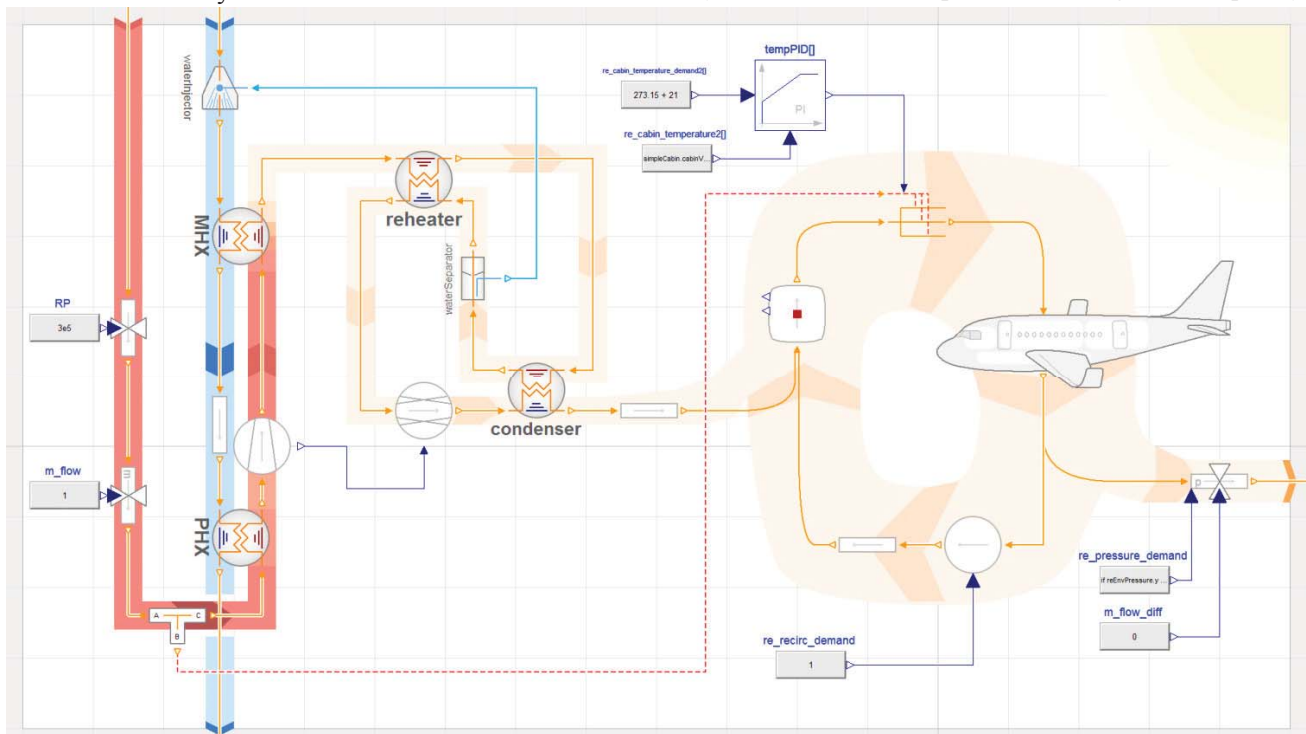 waterInjector
tempPID[]
re_cabin_temperature_demand2[]
273.15 + 21
PI
re_cabin_temperature2[]
simpleCabin.cabinV...
reheater
MHX
waterSeparator
RP
3e5
condenser
m_flow
1
m
PHX
p
re_pressure_demand
if reEnvPressure.y ...
A C
B
m_flow_diff
0
re_recirc_demand
1